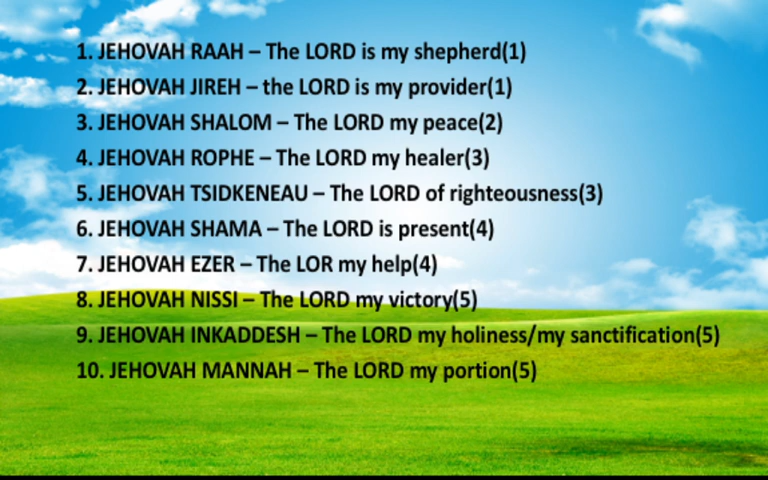 1. JEHOVAH RAAH – The LORD is my shepherd(1)
2. JEHOVAH JIREH – the LORD is my provider(1)
3. JEHOVAH SHALOM – The LORD my peace(2)
4. JEHOVAH ROPHE – The LORD my healer(3)
5. JEHOVAH TSIDKENEAU – The LORD of righteousness(3)
6. JEHOVAH SHAMA – The LORD is present(4)
7. JEHOVAH EZER – The LOR my help(4)
8. JEHOVAH NISSI – The LORD my victory(5)
9. JEHOVAH INKADDESH – The LORD my holiness/my sanctification(5)
10. JEHOVAH MANNAH – The LORD my portion(5)